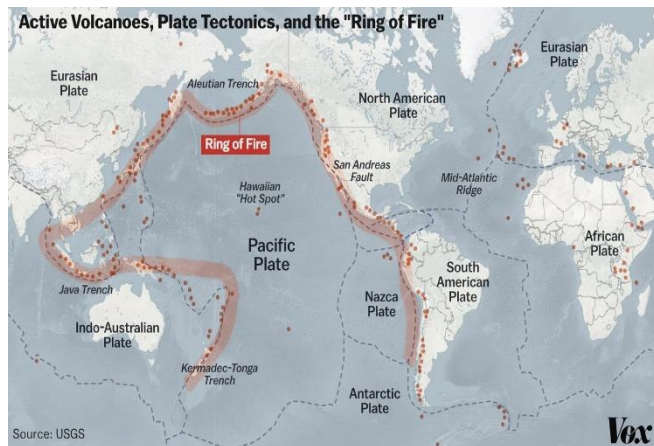 Active Volcanoes, Plate Tectonics, and the "Ring of Fire"
Eurasian
Plate
Aleutian Trench
Ring of Fire
North American
Plate
Eurasian
Plate
San Andreas
Fault
Hawaiian
"Hot Spot"
Mid-Atlantic
Ridge
Pacific
Plate
African
Plate
Java Trench
Nazca
Plate
South
American
Plate
Indo-Australian
Plate
Kermadec-Tonga
Trench
Antarctic
Plate
Source: USGS
Vox